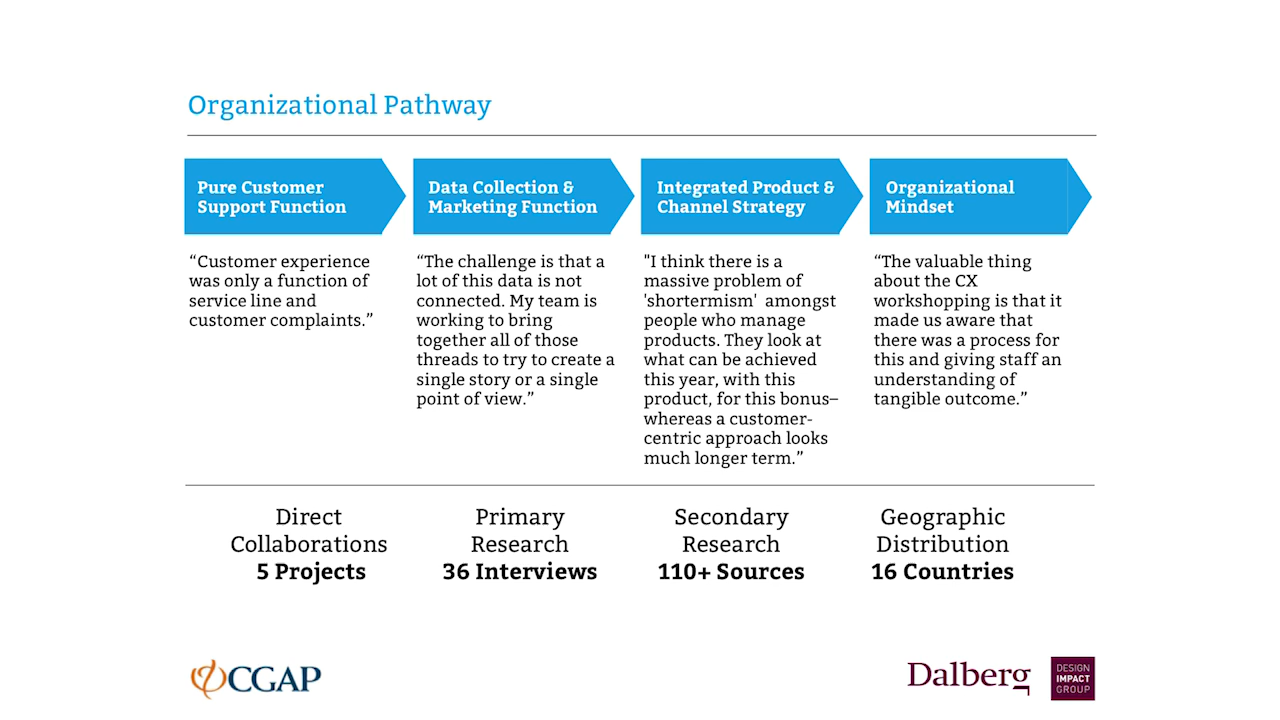 Organizational Pathway
Pure Customer
Support Function
Data Collection &
Marketing Function
Integrated Product &
Channel Strategy
Organizational
Mindset
“Customer experience
was only a function of
service line and
customer complaints.”
“The challenge is that a
lot of this data is not
connected. My team is
working to bring
together all of those
threads to try to create a
single story or a single
point of view.”
"I think there is a
massive problem of
'shortermism'  amongst
people who manage
products. They look at
what can be achieved
this year, with this
product, for this bonus–
whereas a customer-
centric approach looks
much longer term.”
“The valuable thing
about the CX
workshopping is that it
made us aware that
there was a process for
this and giving staff an
understanding of
tangible outcome.”
Direct
Collaborations
5 Projects
Primary
Research
36 Interviews
Secondary
Research
110+ Sources
Geographic
Distribution
16 Countries
CGAP
Dalberg
DESIGN
IMPACT
GROUP